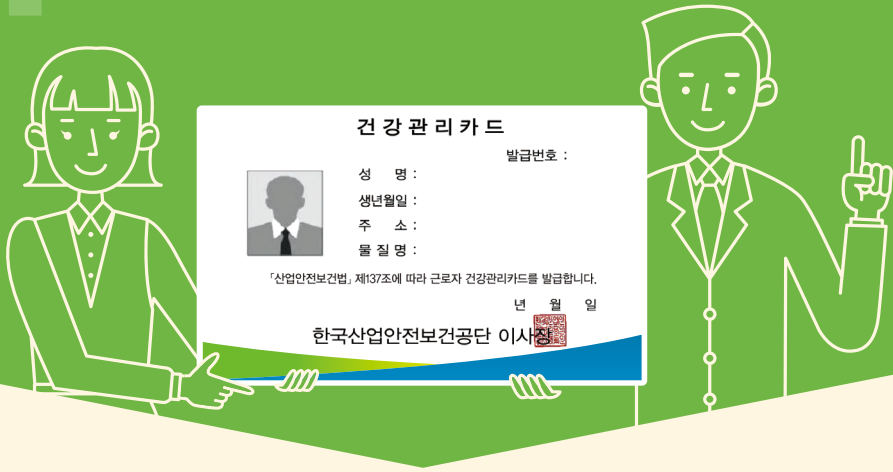 건강관리카드
발급번호 :
성 명 :
생년월일 :
주 소 :
물 질 명 :
「산업안전보건법」 제137조에 따라 근로자 건강관리카드를 발급합니다.
년 월 일
한국산업안전보건공단 이사장